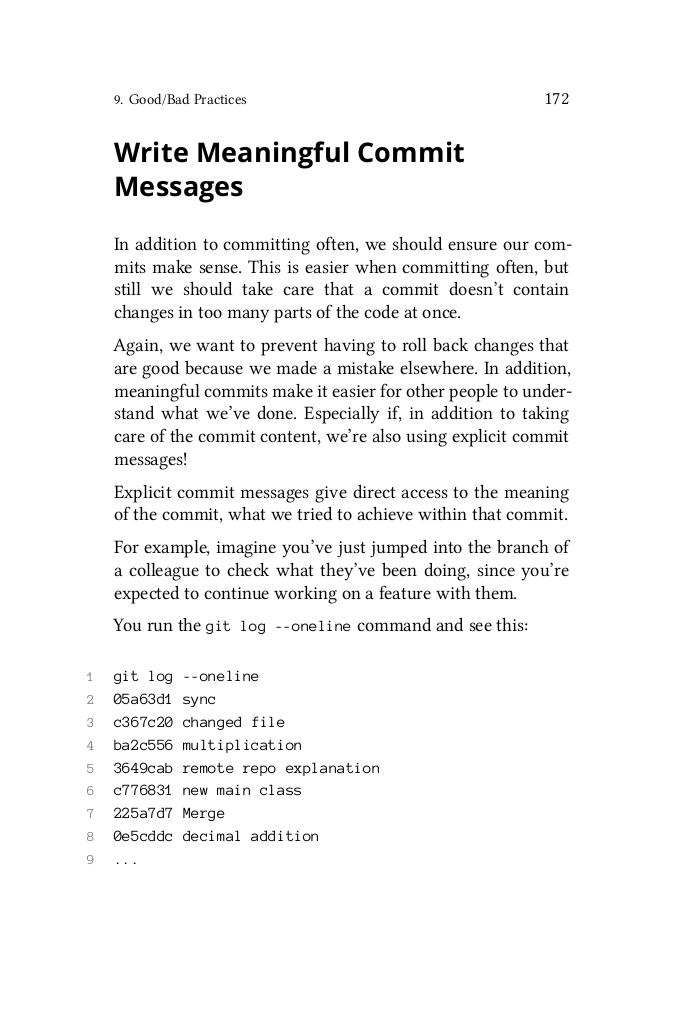 9. Good/Bad Practices 172
Write Meaningful Commit
Messages
In addition to committing often, we should ensure our com-
mits make sense. This is easier when committing often, but
still we should take care that a commit doesn’t contain
changes in too many parts of the code at once.
Again, we want to prevent having to roll back changes that
are good because we made a mistake elsewhere. In addition,
meaningful commits make it easier for other people to under-
stand what we’ve done. Especially if, in addition to taking
care of the commit content, we’re also using explicit commit
messages!
Explicit commit messages give direct access to the meaning
of the commit, what we tried to achieve within that commit.
For example, imagine you’ve just jumped into the branch of
a colleague to check what they’ve been doing, since you’re
expected to continue working on a feature with them.
You run the git log --oneline command and see this:
1 git log --oneline
2 05a63d1 sync
3 c367c20 changed file
4 ba2c556 multiplication
5 3649cab remote repo explanation
6 c776831 new main class
7 225a7d7 Merge
8 0e5cddc decimal addition
9 ...